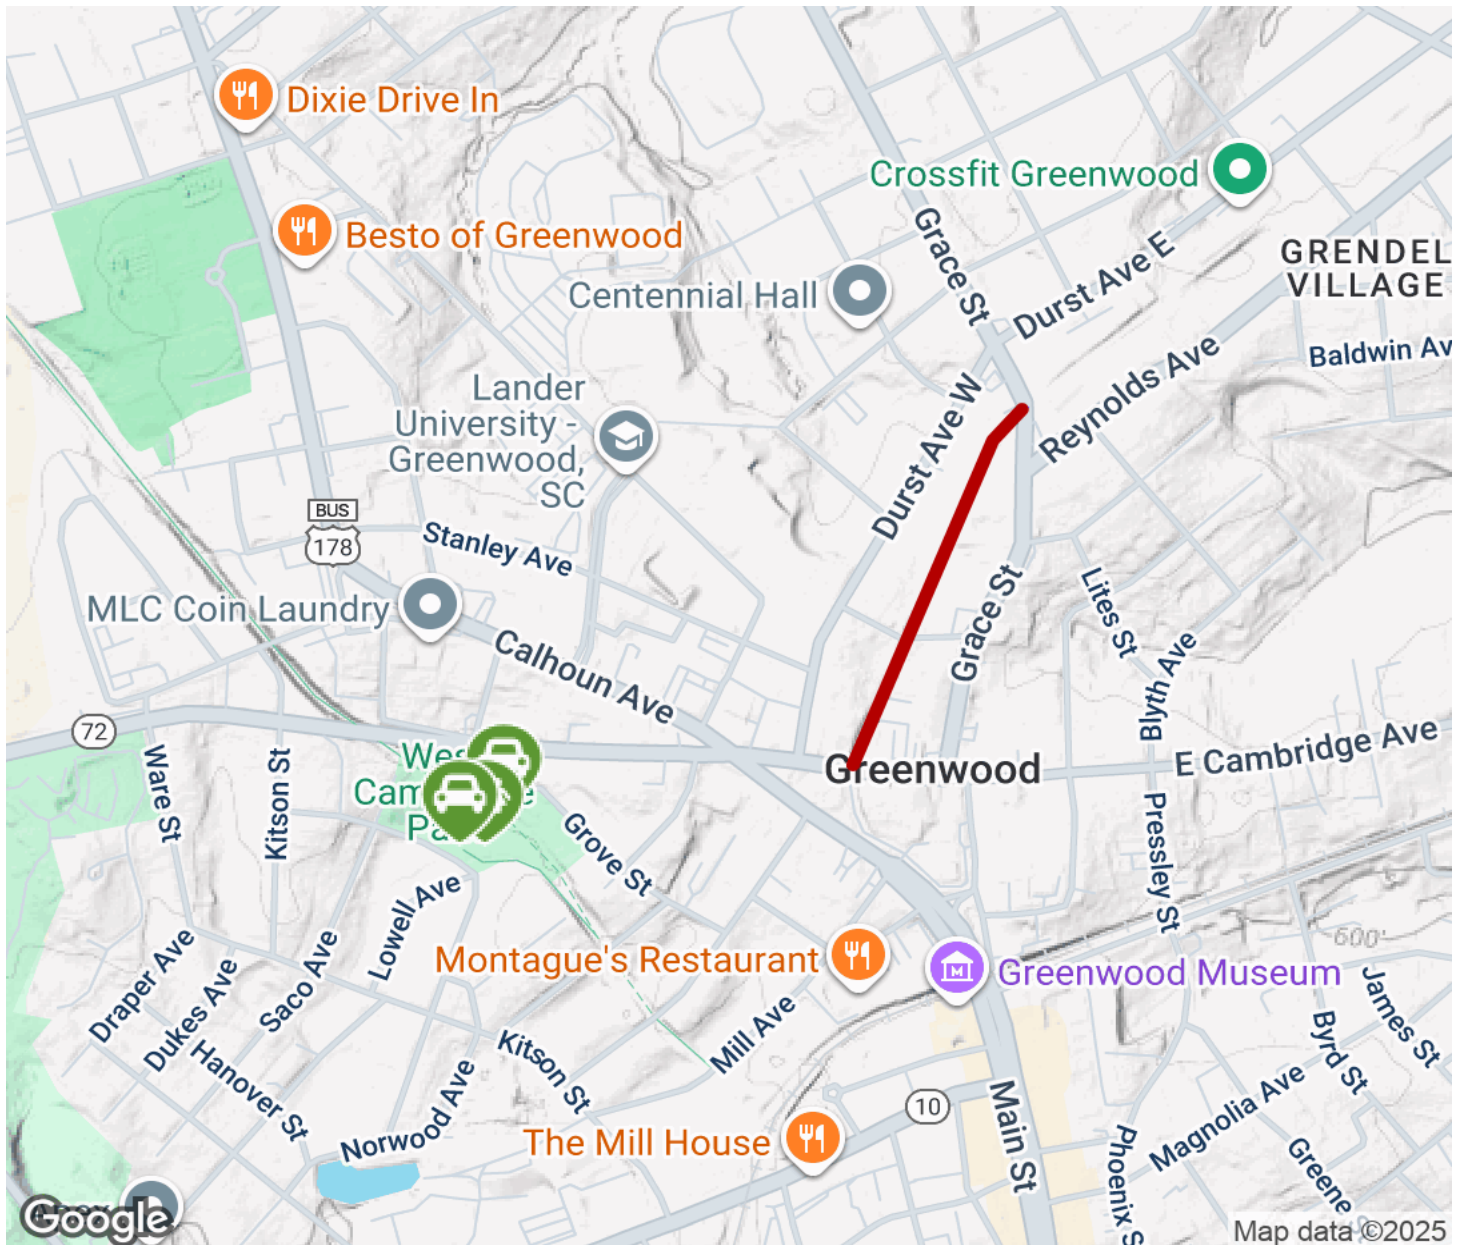 Dixie Drive In
Besto of Greenwood
Crossfit Greenwood
Grace St
Durst Ave E
GRENDEL
VILLAGE
Centennial Hall
Baldwin Av
Reynolds Ave
Lander
University -
Greenwood,
SC
Durst Ave W
BUS
178
Stanley Ave
MLC Coin Laundry
Calhoun Ave
Grace St
Lites St
Blyth Ave
72
Greenwood
E Cambridge Ave
Ware St
Kitson St
Grove St
Pressley St
Lowell Ave
Saco Ave
Draper Ave
Dukes Ave
Hanover St
Montague's Restaurant
Greenwood Museum
600'
James St
Byrd St
Mill Ave
Kitson St
Norwood Ave
10
Main St
Magnolia Ave
Phoenix S
Greene
The Mill House
Google
Map data ©2025